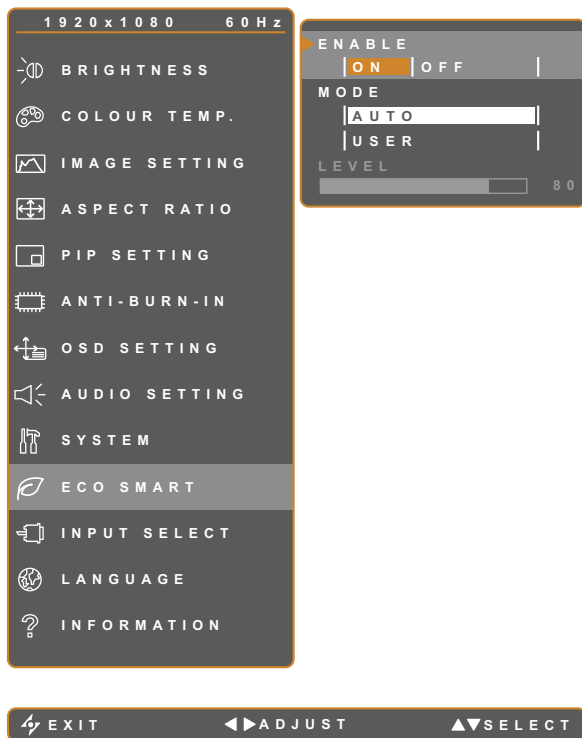 1920x1080 60Hz
BRIGHTNESS
COLOUR TEMP.
IMAGE SETTING
ASPECT RATIO
PIP SETTING
ANTI-BURN-IN
OSD SETTING
AUDIO SETTING
SYSTEM
ECO SMART
INPUT SELECT
LANGUAGE
INFORMATION
ENABLE
ON OFF
MODE
AUTO
USER
LEVEL
80
EXIT ADJUST SELECT